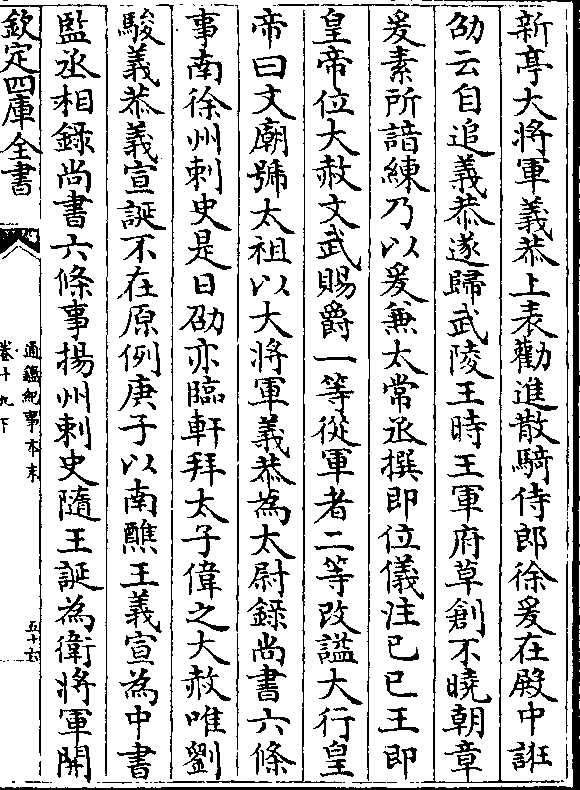 新亭大將軍義恭上表勸進散騎侍郎徐爰在殿中誑
劭云自追義恭遂歸武陵王時王軍府草創不曉朝章
爰素所諳練乃以爰兼太常丞撰即位儀注己巳王即
皇帝位大赦文武賜爵一等從軍者二等改諡大行皇
帝曰文廟號太祖以大將軍義恭為太尉錄尚書六條
事南徐州刺史是日劭亦臨軒拜太子偉之大赦唯劉
駿義恭義宣誕不在原例庚子以南譙王義宣為中書
監丞相錄尚書六條事揚州刺史隨王誕為衛將軍開
欽定四庫全書
通鑑紀事本末
卷十九下
五十六